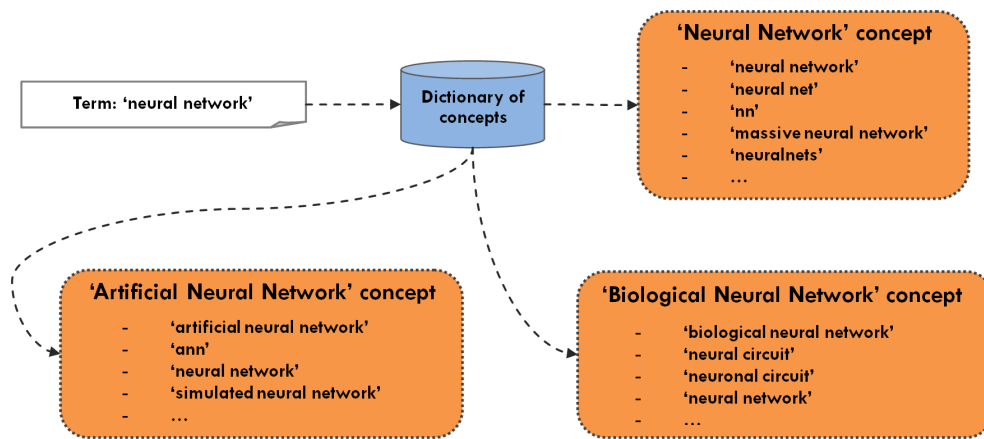 Term: ‘neural network’
Dictionary of
concepts
‘Neural Network’ concept
- ‘neural network’
- ‘neural net’
- ‘nn’
- ‘massive neural network’
- ‘neuralnets’
- …
‘Artificial Neural Network’ concept
- ‘artificial neural network’
- ‘ann’
- ‘neural network’
- ‘simulated neural network’
- …
‘Biological Neural Network’ concept
- ‘biological neural network’
- ‘neural circuit’
- ‘neuronal circuit’
- ‘neural network’
- …